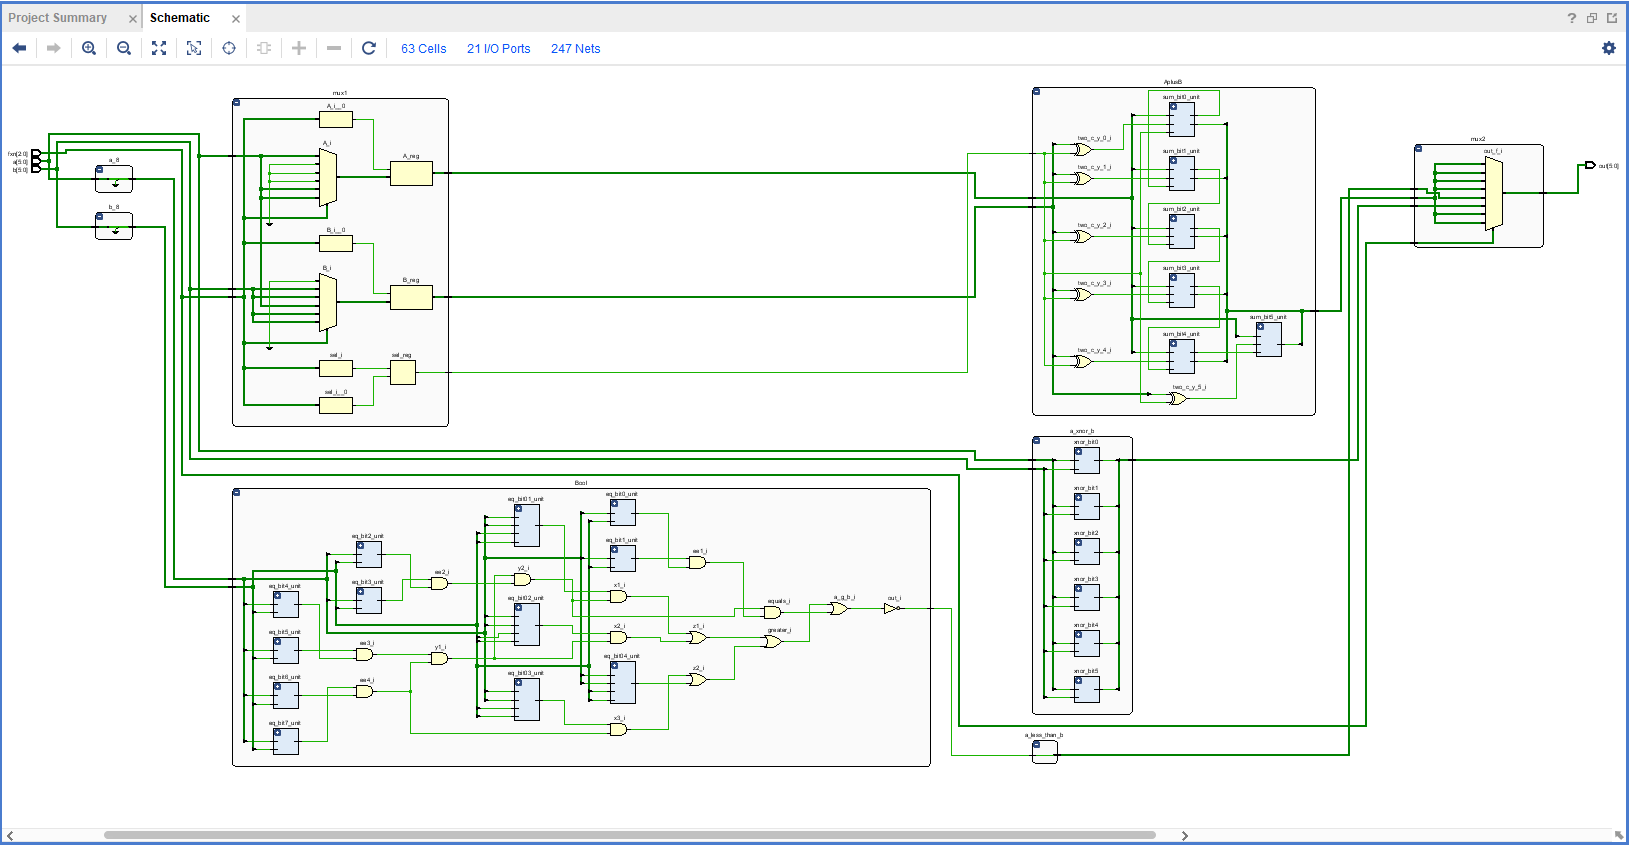 Project Summary
Schematic
63 Cells
21 I/O Ports
247 Nets
fxn[2:0]
a[5:0]
b[5:0]
a_8
b_8
mux1
A_i__0
A_i
A_reg
B_i__0
B_i
B_reg
sel_i
sel_reg
sel_i__0
AplusB
sum_bit0_unit
two_c_y_0_i
sum_bit1_unit
two_c_y_1_i
sum_bit2_unit
two_c_y_2_i
sum_bit3_unit
two_c_y_3_i
sum_bit5_unit
sum_bit4_unit
two_c_y_4_i
two_c_y_5_i
mux2
out_f_i
out[5:0]
a_xnor_b
xnor_bit0
xnor_bit1
xnor_bit2
xnor_bit3
xnor_bit4
xnor_bit5
a_less_than_b
Bool
eq_bit01_unit
eq_bit0_unit
eq_bit2_unit
eq_bit1_unit
ee1_i
ee2_i
y2_i
eq_bit3_unit
eq_bit4_unit
x1_i
eq_bit02_unit
equals_i
a_g_b_i
out_i
eq_bit5_unit
ee3_i
y1_i
x2_i
z1_i
greater_i
eq_bit04_unit
eq_bit6_unit
ee4_i
eq_bit03_unit
z2_i
eq_bit7_unit
x3_i